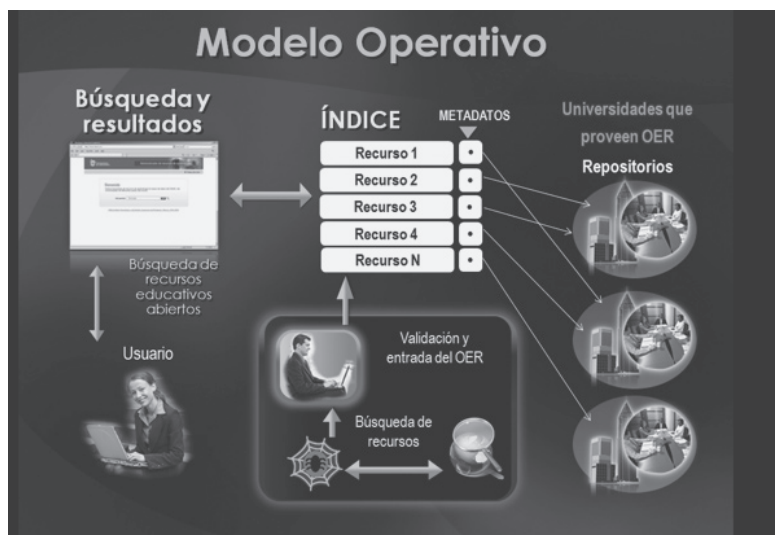 Modelo Operativo
Búsqueda y
resultados
Búsqueda de
recursos
educativos
abiertos
Usuario
ÍNDICE
METADATOS
Recurso 1
Recurso 2
Recurso 3
Recurso 4
Recurso N
Validación y
entrada del OER
Búsqueda de
recursos
Universidades que
proveen OER
Repositorios